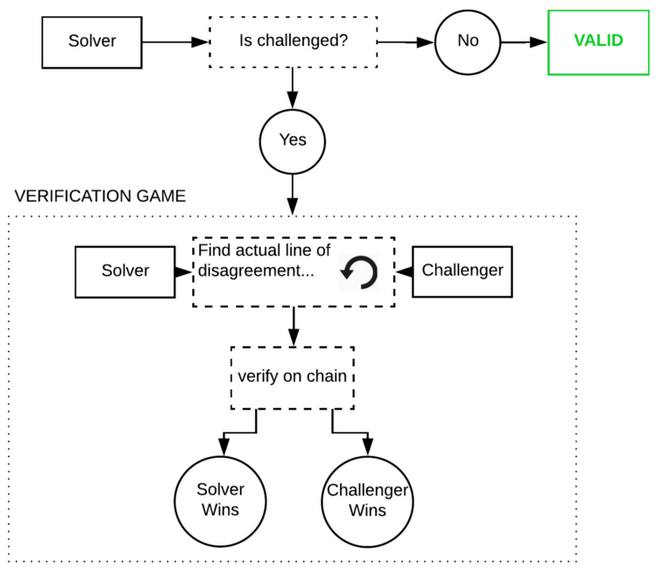 Solver
Is challenged?
No
VALID
Yes
VERIFICATION GAME
Solver
Find actual line of
disagreement...
Challenger
verify on chain
Solver
Wins
Challenger
Wins